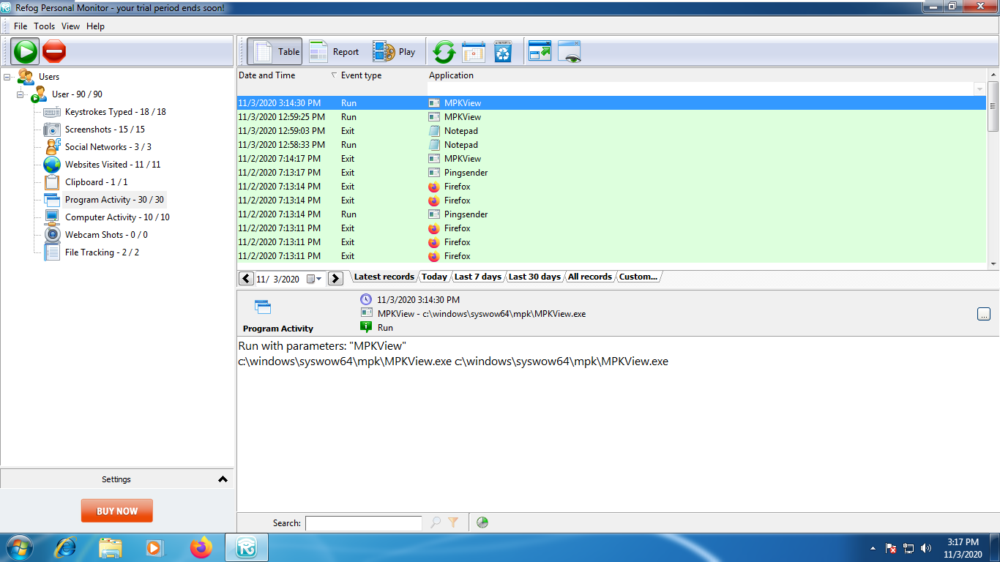 Refog Personal Monitor - your trial period ends soon!
File Tools View Help
Table Report Play
Users
User - 90 / 90
Keystrokes Typed - 18 / 18
Screenshots - 15 / 15
Social Networks - 3 / 3
Websites Visited - 11 / 11
Clipboard - 1 / 1
Program Activity - 30 / 30
Computer Activity - 10 / 10
Webcam Shots - 0 / 0
File Tracking - 2 / 2
Settings
BUY NOW
Date and Time Event type Application
11/3/2020 3:14:30 PM Run MPKView
11/3/2020 12:59:25 PM Run MPKView
11/3/2020 12:59:03 PM Exit Notepad
11/3/2020 12:58:33 PM Run Notepad
11/2/2020 7:14:17 PM Exit MPKView
11/2/2020 7:13:17 PM Exit Pingsender
11/2/2020 7:13:14 PM Exit Firefox
11/2/2020 7:13:14 PM Exit Firefox
11/2/2020 7:13:14 PM Run Pingsender
11/2/2020 7:13:11 PM Exit Firefox
11/2/2020 7:13:11 PM Exit Firefox
11/2/2020 7:13:11 PM Exit Firefox
11/ 3/2020 Latest records Today Last 7 days Last 30 days All records Custom...
Program Activity
11/3/2020 3:14:30 PM
MPKView - c:\windows\syswow64\mpk\MPKView.exe
...
Run
Run with parameters: "MPKView"
c:\windows\syswow64\mpk\MPKView.exe c:\windows\syswow64\mpk\MPKView.exe
Search:
3:17 PM
11/3/2020